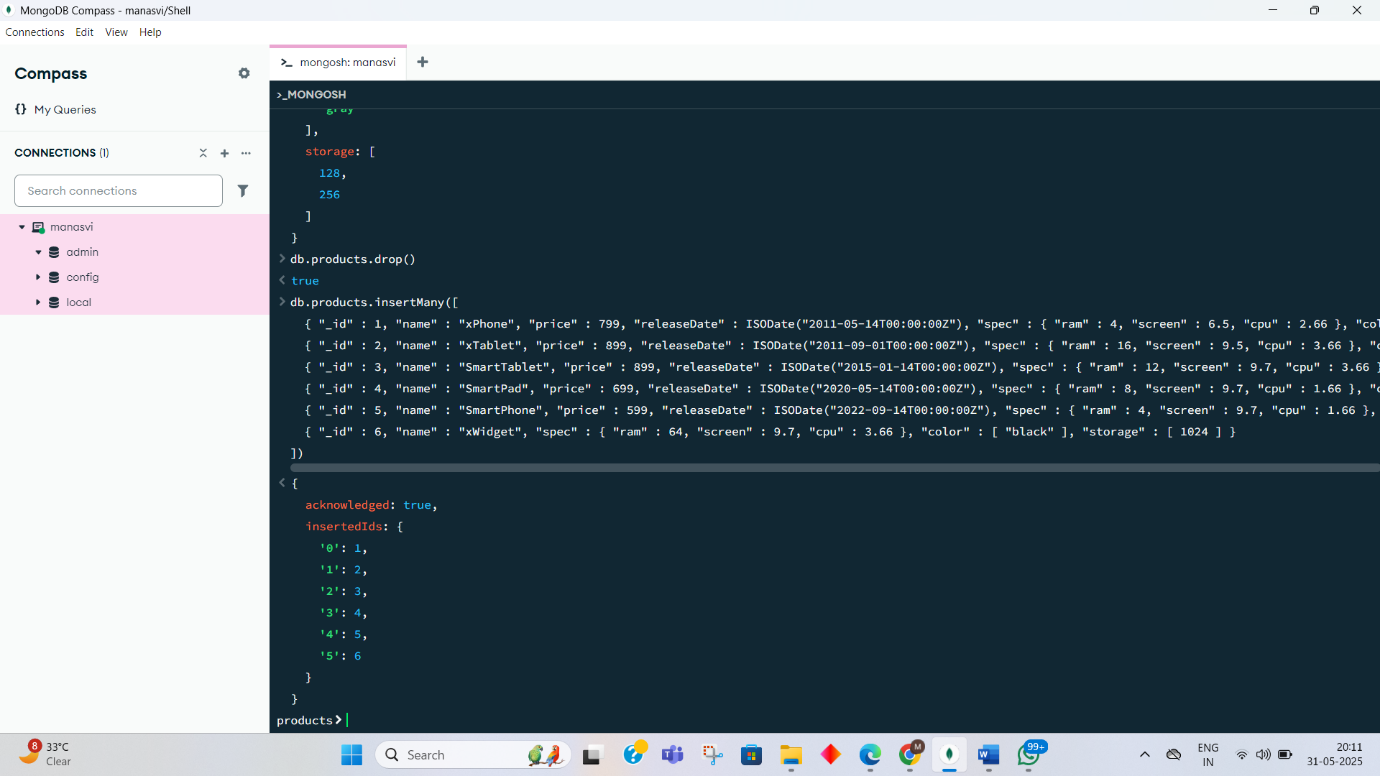 MongoDB Compass - manasvi/Shell
Connections Edit View Help
Compass
{} My Queries
CONNECTIONS (1)
Search connections
manasvi
admin
config
local
>_ mongosh: manasvi
>_MONGOSH
gray
],
storage: [
128,
256
]
}
> db.products.drop()
< true
> db.products.insertMany([
{ "_id" : 1, "name" : "xPhone", "price" : 799, "releaseDate" : ISODate("2011-05-14T00:00:00Z"), "spec" : { "ram" : 4, "screen" : 6.5, "cpu" : 2.66 }, "col
{ "_id" : 2, "name" : "xTablet", "price" : 899, "releaseDate" : ISODate("2011-09-01T00:00:00Z"), "spec" : { "ram" : 16, "screen" : 9.5, "cpu" : 3.66 }, "c
{ "_id" : 3, "name" : "SmartTablet", "price" : 899, "releaseDate" : ISODate("2015-01-14T00:00:00Z"), "spec" : { "ram" : 12, "screen" : 9.7, "cpu" : 3.66 }
{ "_id" : 4, "name" : "SmartPad", "price" : 699, "releaseDate" : ISODate("2020-05-14T00:00:00Z"), "spec" : { "ram" : 8, "screen" : 9.7, "cpu" : 1.66 }, "c
{ "_id" : 5, "name" : "SmartPhone", "price" : 599, "releaseDate" : ISODate("2022-09-14T00:00:00Z"), "spec" : { "ram" : 4, "screen" : 9.7, "cpu" : 1.66 },
{ "_id" : 6, "name" : "xWidget", "spec" : { "ram" : 64, "screen" : 9.7, "cpu" : 3.66 }, "color" : [ "black" ], "storage" : [ 1024 ] }
])
< {
acknowledged: true,
insertedIds: {
'0': 1,
'1': 2,
'2': 3,
'3': 4,
'4': 5,
'5': 6
}
}
products>
8
33°C
Clear
Search
M
99+
ENG
IN
20:11
31-05-2025